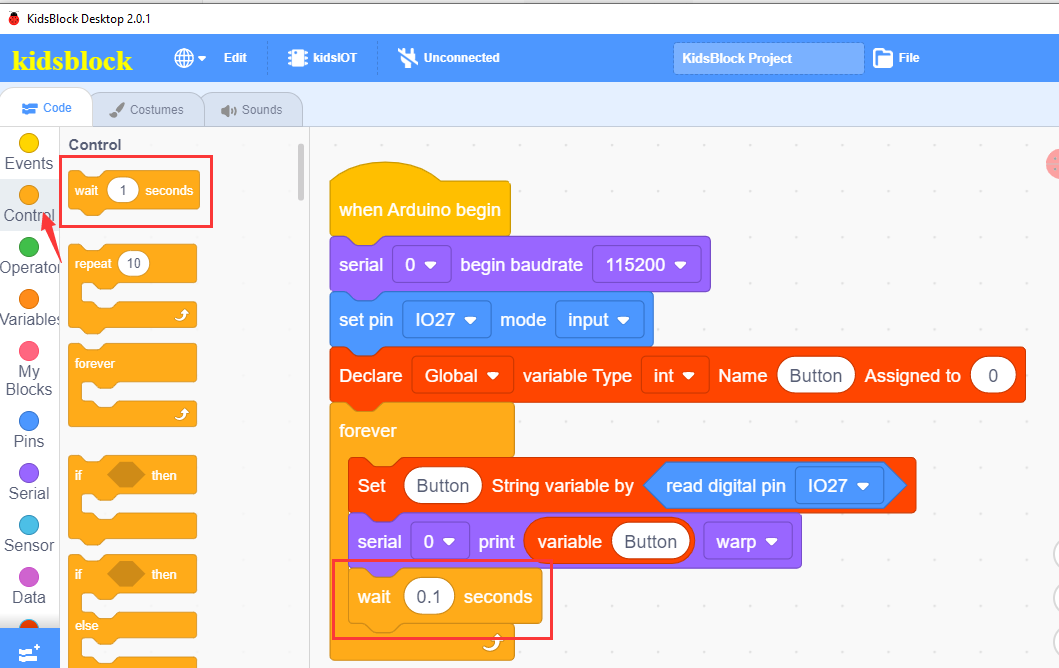 KidsBlock Desktop 2.0.1
kidsblock
Edit
kidsIOT
Unconnected
KidsBlock Project
File
Code
Costumes
Sounds
Events
Control
Operator
Variables
My
Blocks
Pins
Serial
Sensor
Data
Control
wait 1 seconds
repeat 10
forever
if then
if then
else
when Arduino begin
serial 0 begin baudrate 115200
set pin IO27 mode input
Declare Global variable Type int Name Button Assigned to 0
forever
Set Button String variable by read digital pin IO27
serial 0 print variable Button warp
wait 0.1 seconds